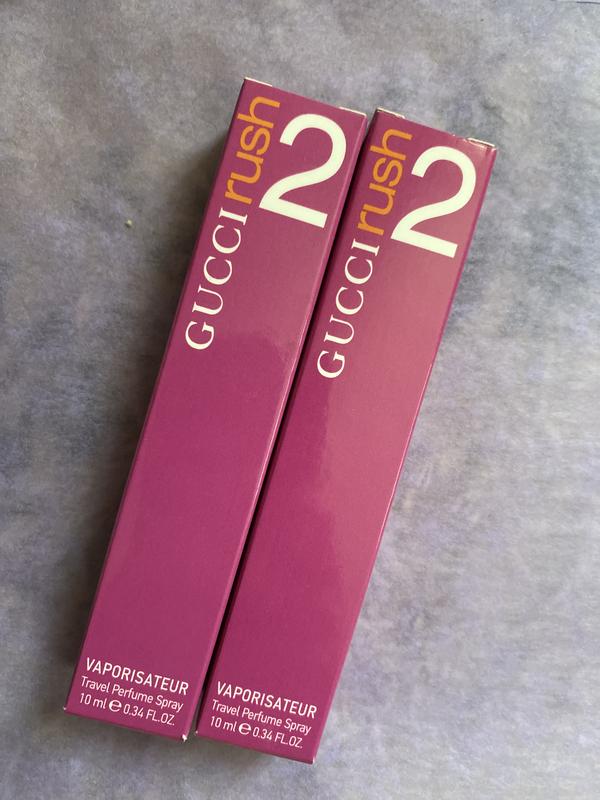 GUCCI rush 2
VAPORISATEUR
Travel Perfume Spray
10 ml ℮ 0.34 FL.OZ.
GUCCI rush 2
VAPORISATEUR
Travel Perfume Spray
10 ml ℮ 0.34 FL.OZ.